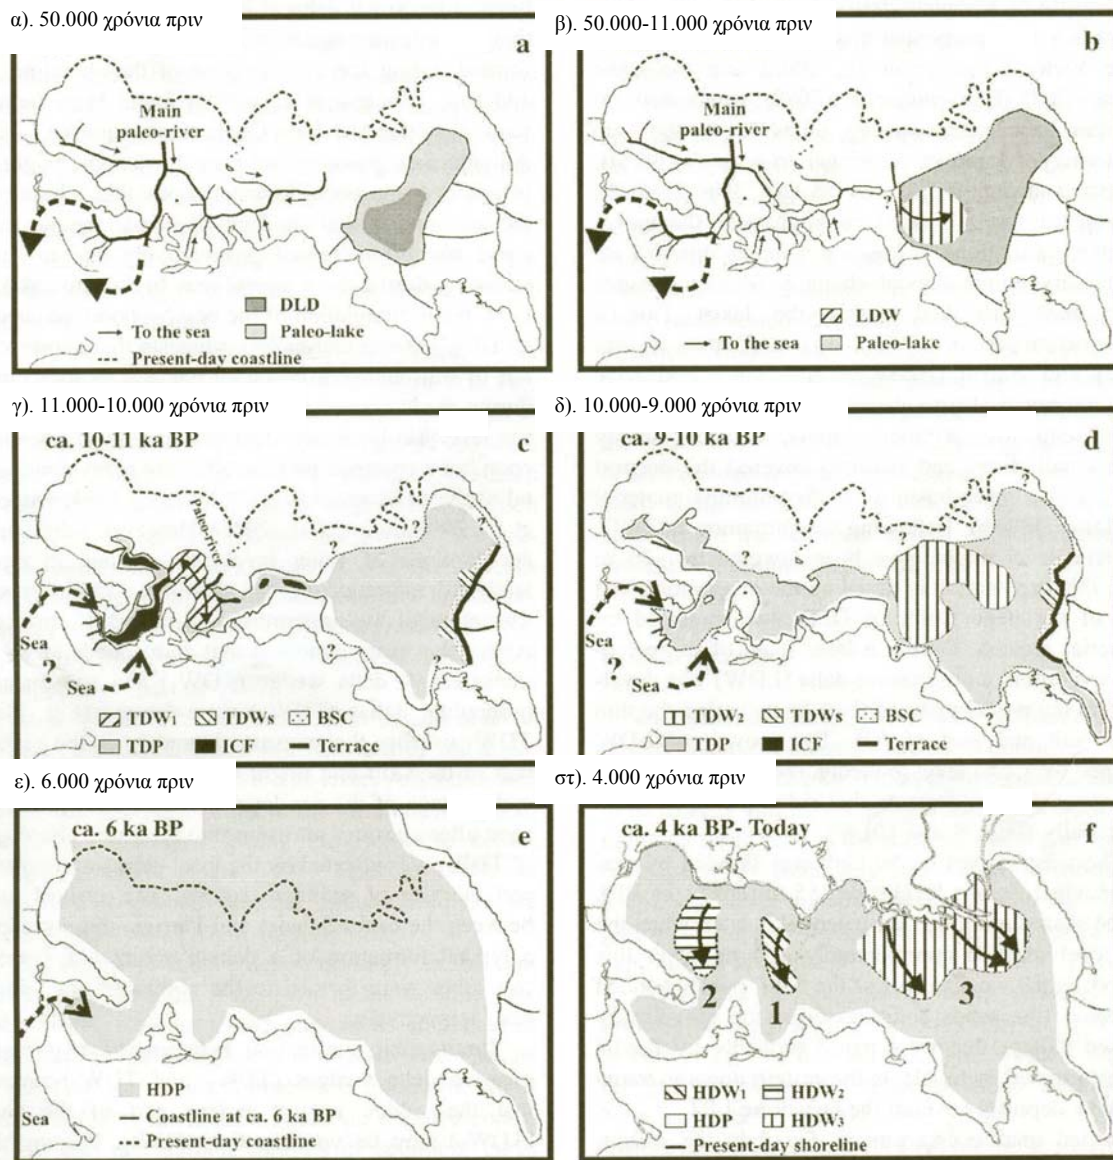 α). 50.000 χρόνια πριν
a
Main
paleo-river
DLD
To the sea
Paleo-lake
Present-day coastline
β). 50.000-11.000 χρόνια πριν
b
Main
paleo-river
?
LDW
To the sea
Paleo-lake
γ). 11.000-10.000 χρόνια πριν
ca. 10-11 ka BP
c
?
?
?
Sea
?
Sea
?
TDW1
TDWs
BSC
TDP
ICF
Terrace
δ). 10.000-9.000 χρόνια πριν
ca. 9-10 ka BP
d
?
?
?
Sea
?
Sea
?
?
TDW2
TDWs
BSC
TDP
ICF
Terrace
ε). 6.000 χρόνια πριν
ca. 6 ka BP
e
Sea
HDP
Coastline at ca. 6 ka BP
Present-day coastline
στ). 4.000 χρόνια πριν
ca. 4 ka BP- Today
f
2
1
3
HDW1
HDW2
HDP
HDW3
Present-day shoreline